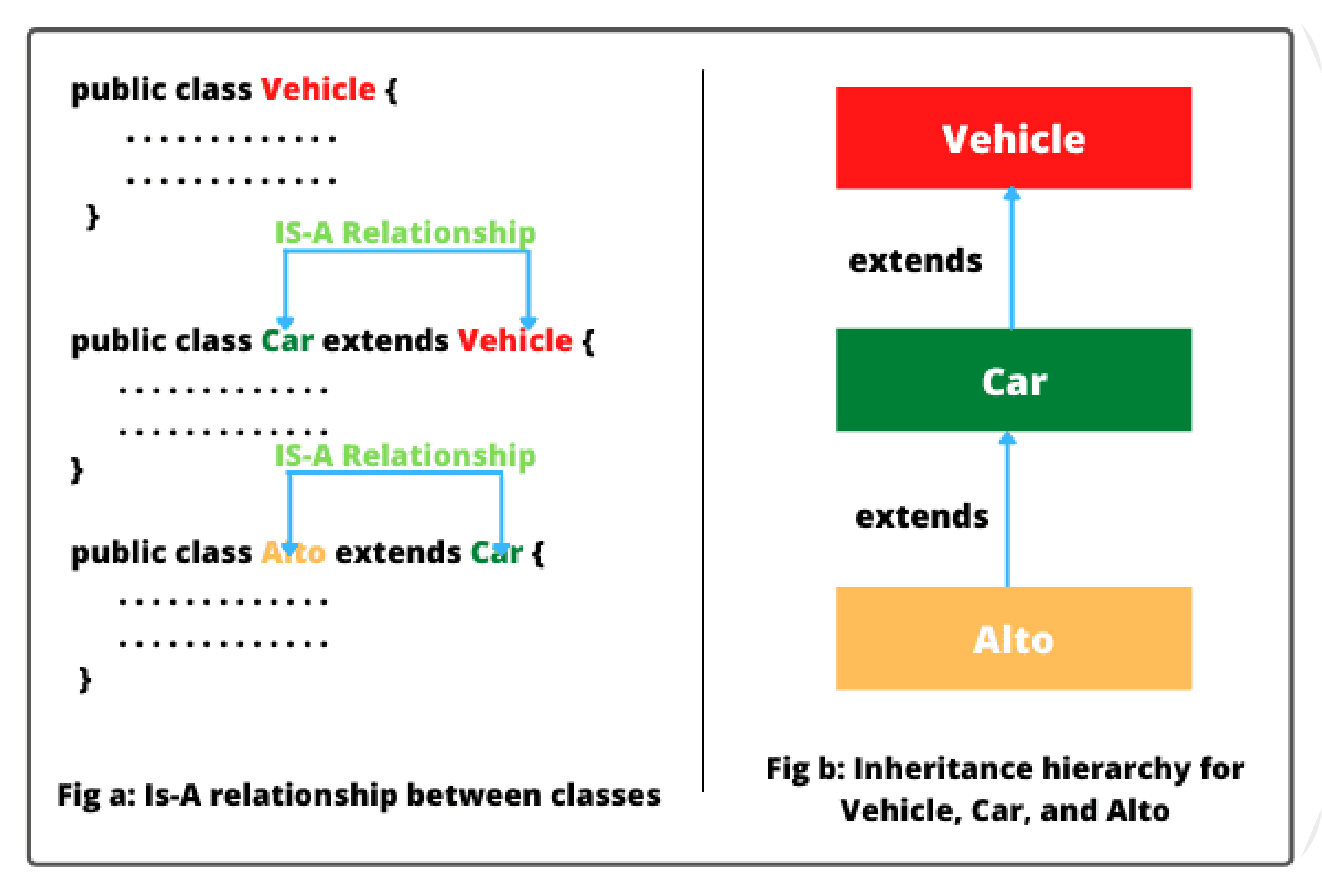 public class Vehicle {
. . . . . . . . . . . . .
. . . . . . . . . . . . .
}
IS-A Relationship
public class Car extends Vehicle {
. . . . . . . . . . . . .
. . . . . . . . . . . . .
IS-A Relationship
}
public class Alto extends Car {
. . . . . . . . . . . . .
. . . . . . . . . . . . .
}
Fig a: Is-A relationship between classes
Vehicle
extends
Car
extends
Alto
Fig b: Inheritance hierarchy for
Vehicle, Car, and Alto